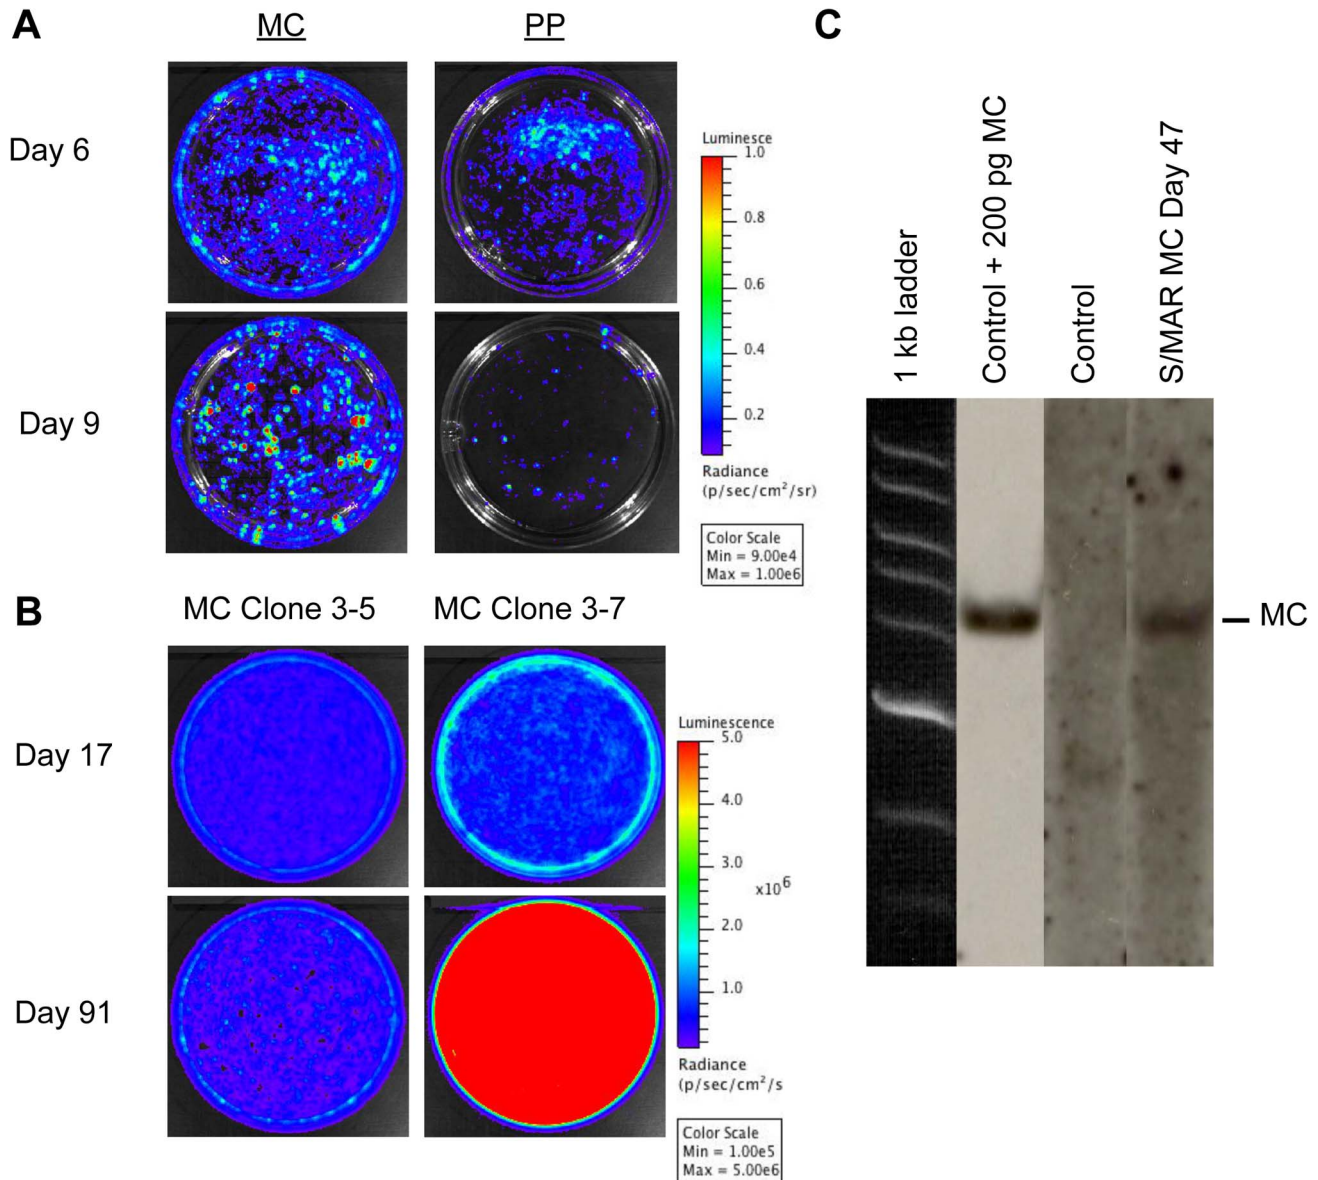 A
MC
PP
Day 6
Day 9
Luminesce
1.0
0.8
0.6
0.4
0.2
Radiance
(p/sec/cm²/sr)
Color Scale
Min = 9.00e4
Max = 1.00e6
B
MC Clone 3-5
MC Clone 3-7
Day 17
Day 91
Luminescence
5.0
4.0
3.0
x10⁶
2.0
1.0
Radiance
(p/sec/cm²/s
Color Scale
Min = 1.00e5
Max = 5.00e6
C
1 kb ladder
Control + 200 pg MC
Control
S/MAR MC Day 47
MC